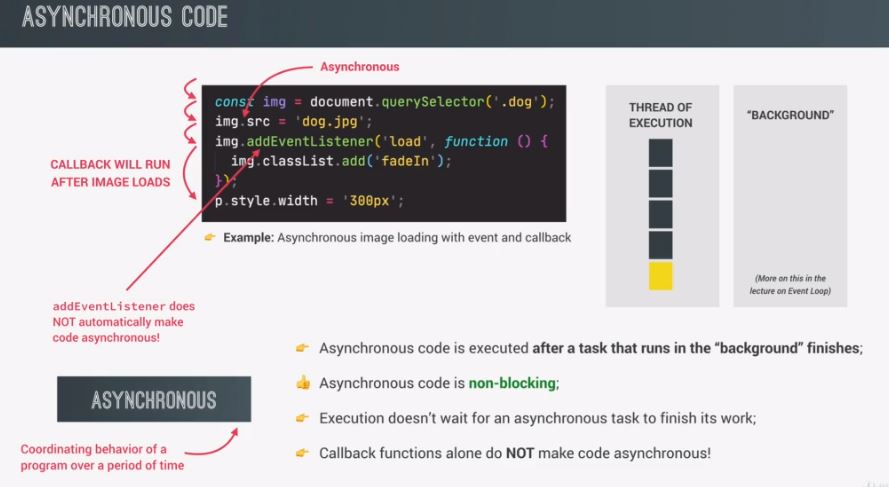 ASYNCHRONOUS CODE
Asynchronous
const img = document.querySelector('.dog');
img.src = 'dog.jpg';
img.addEventListener('load', function () {
img.classList.add('fadeIn');
});
p.style.width = '300px';
CALLBACK WILL RUN
AFTER IMAGE LOADS
👉 Example: Asynchronous image loading with event and callback
addEventListener does
NOT automatically make
code asynchronous!
THREAD OF
EXECUTION
“BACKGROUND”
(More on this in the
lecture on Event Loop)
👉 Asynchronous code is executed after a task that runs in the “background” finishes;
👍 Asynchronous code is non-blocking;
👉 Execution doesn’t wait for an asynchronous task to finish its work;
👉 Callback functions alone do NOT make code asynchronous!
ASYNCHRONOUS
Coordinating behavior of a
program over a period of time